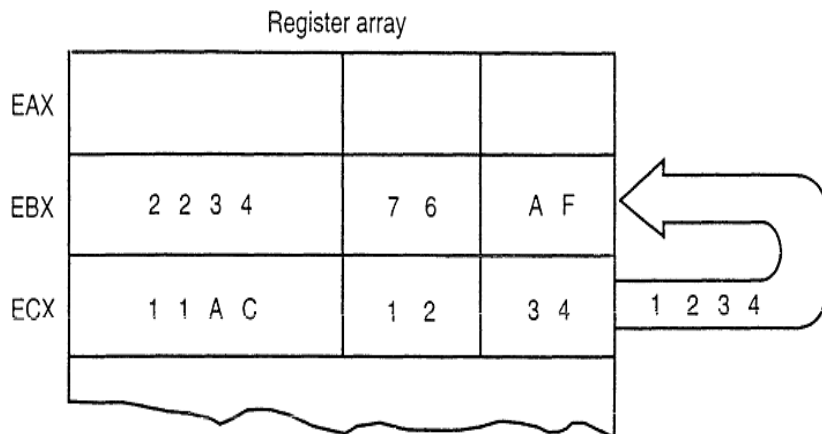 Register array
EAX
EBX 2 2 3 4 7 6 A F
ECX 1 1 A C 1 2 3 4 1 2 3 4